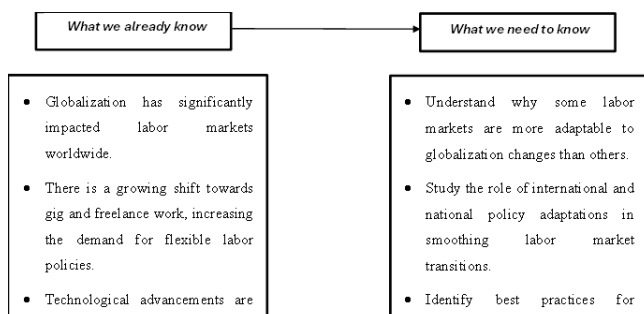 What we already know
What we need to know
• Globalization has significantly
impacted labor markets
worldwide.
• There is a growing shift towards
gig and freelance work, increasing
the demand for flexible labor
policies.
• Technological advancements are
• Understand why some labor
markets are more adaptable to
globalization changes than others.
• Study the role of international and
national policy adaptations in
smoothing labor market
transitions.
• Identify best practices for